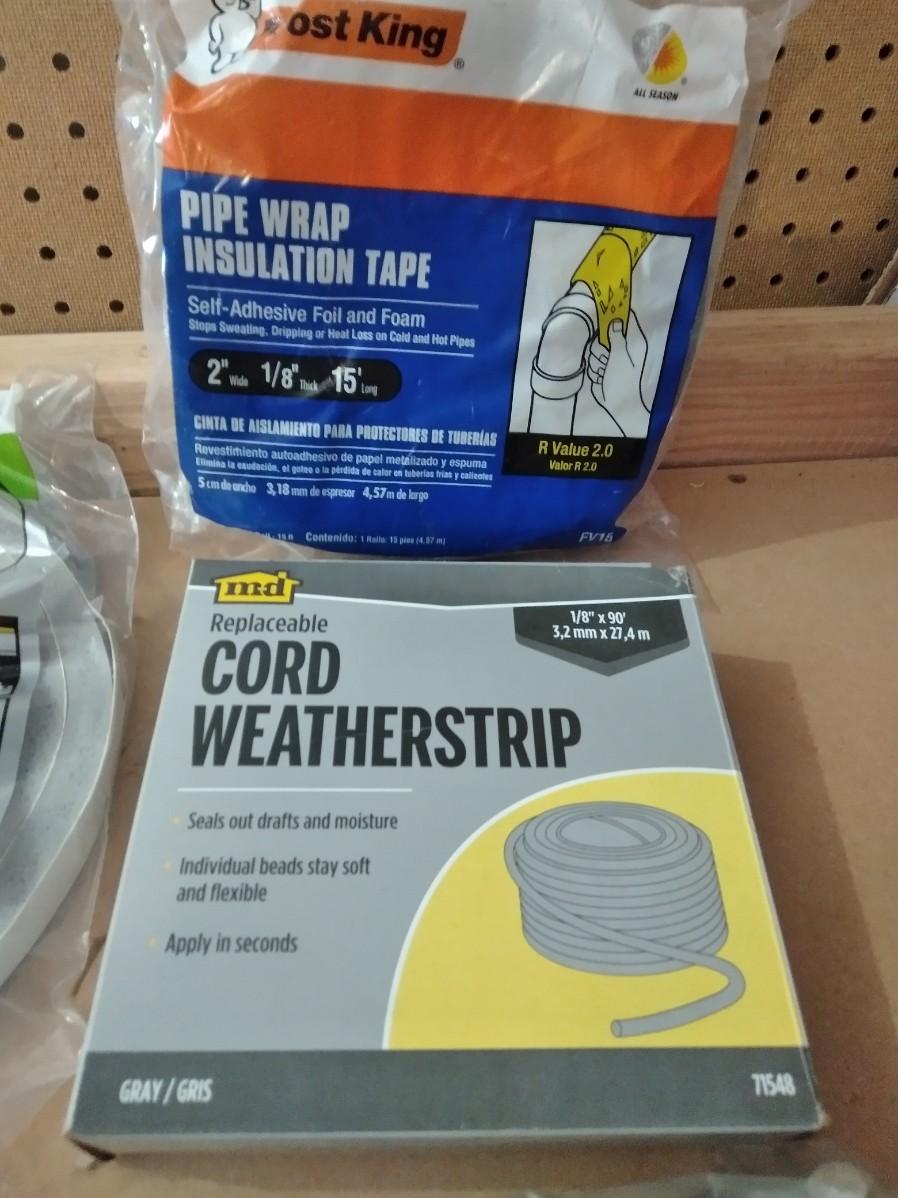 ost King
®
ALL SEASON
PIPE WRAP
INSULATION TAPE
Self-Adhesive Foil and Foam
Stops Sweating, Dripping or Heat Loss on Cold and Hot Pipes
2" Wide 1/8" Thick 15' Long
CINTA DE AISLAMIENTO PARA PROTECTORES DE TUBERÍAS
Revestimiento autoadhesivo de papel metalizado y espuma
Elimina la exudación, el goteo o la pérdida de calor en tuberías frías y calientes
5 cm de ancho 3,18 mm de espesor 4,57m de largo
R Value 2.0
Valor R 2.0
15 ft Contenido: 1 Rollo: 15 pies (4,57 m)
FV15
m-d
Replaceable
CORD
WEATHERSTRIP
1/8" x 90'
3,2 mm x 27,4 m
Seals out drafts and moisture
Individual beads stay soft
and flexible
Apply in seconds
GRAY / GRIS
71548